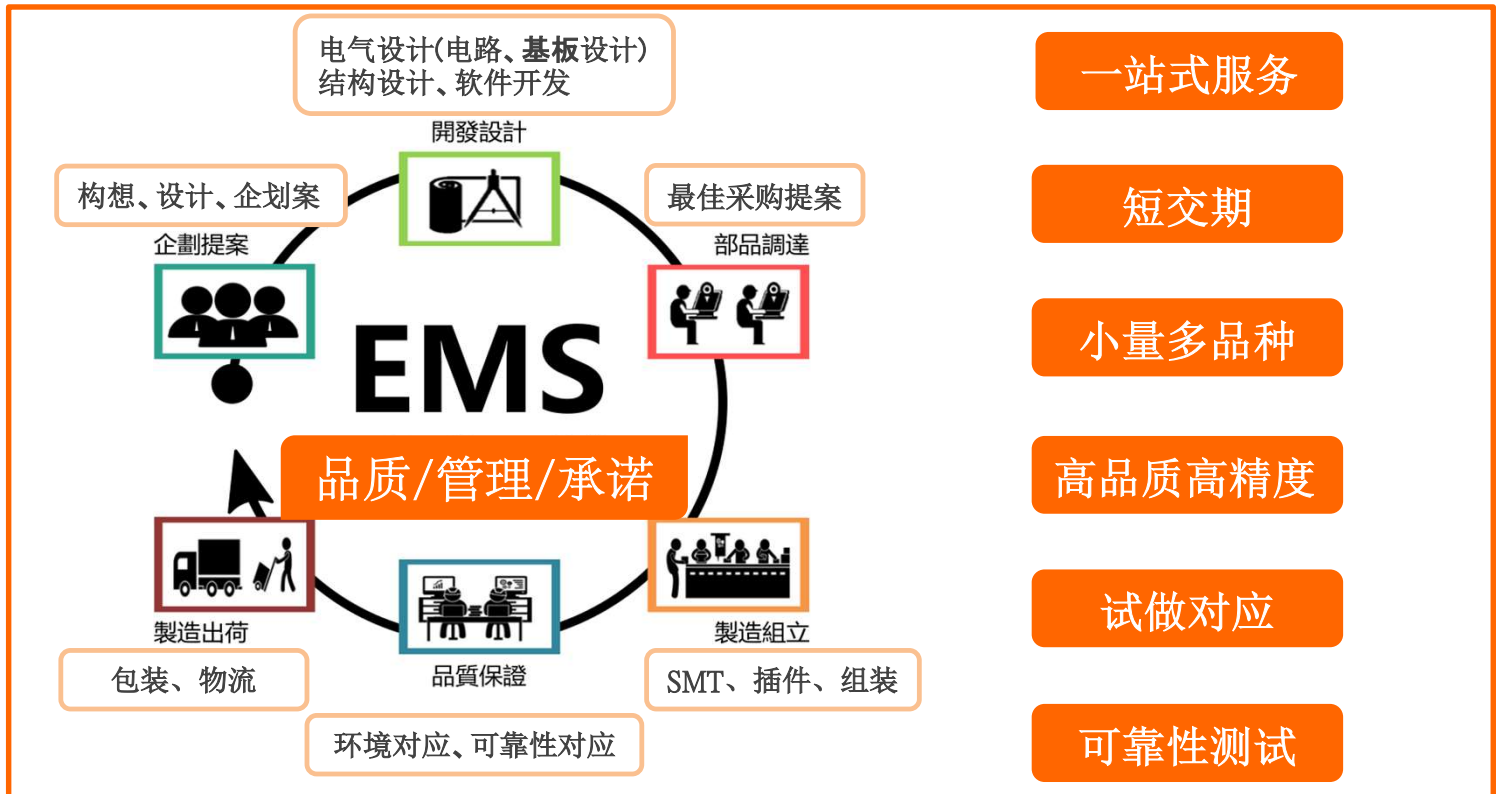 电气设计(电路、基板设计)
结构设计、软件开发
開發設計
构想、设计、企划案
企劃提案
最佳采购提案
部品調達
EMS
品质/管理/承诺
製造出荷
包装、物流
品質保證
环境对应、可靠性对应
製造組立
SMT、插件、组装
一站式服务
短交期
小量多品种
高品质高精度
试做对应
可靠性测试